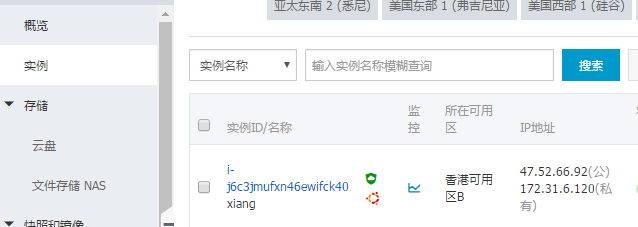 亚太东南 2 (悉尼)
美国东部 1 (弗吉尼亚)
美国西部 1 (硅谷)
概览
实例
存储
云盘
文件存储 NAS
快照和镜像
实例名称
输入实例名称模糊查询
搜索
实例ID/名称
监
控
所在可用
区
IP地址
i-
j6c3jmufxn46ewifck40
xiang
香港可用
区B
47.52.66.92(公)
172.31.6.120(私
有)